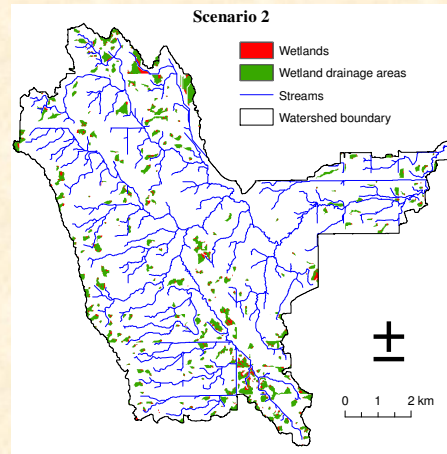 Scenario 2
Wetlands
Wetland drainage areas
Streams
Watershed boundary
±
0 1 2 km